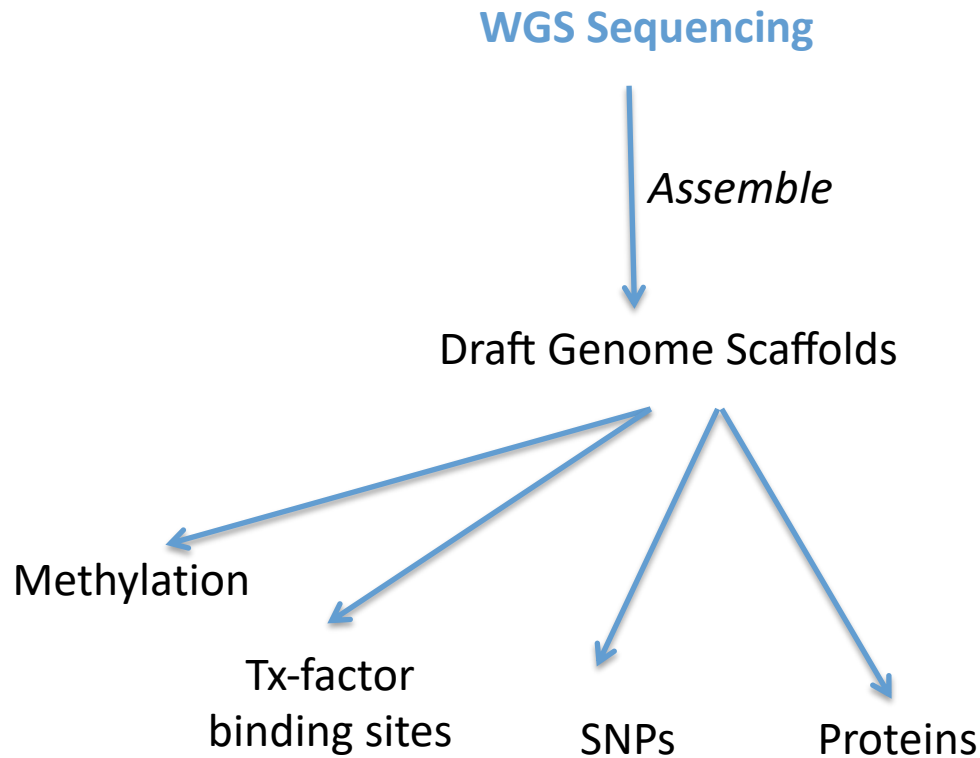 WGS Sequencing
Assemble
Draft Genome Scaffolds
Methylation
Tx-factor
binding sites
SNPs
Proteins